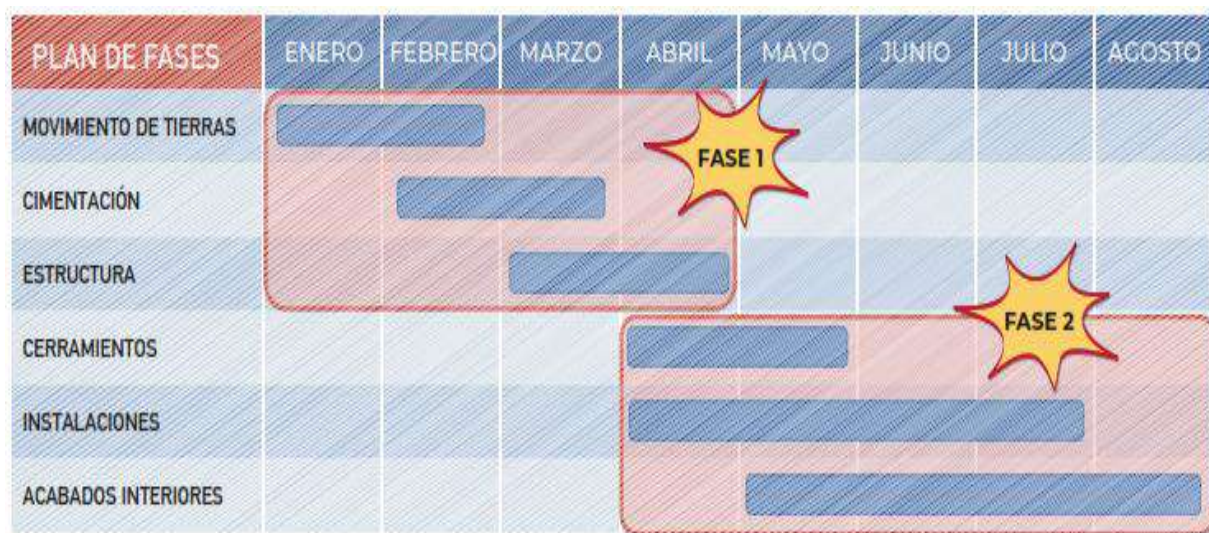 PLAN DE FASES ENERO FEBRERO MARZO ABRIL MAYO JUNIO JULIO AGOSTO
MOVIMIENTO DE TIERRAS
FASE 1
CIMENTACIÓN
ESTRUCTURA
FASE 2
CERRAMIENTOS
INSTALACIONES
ACABADOS INTERIORES